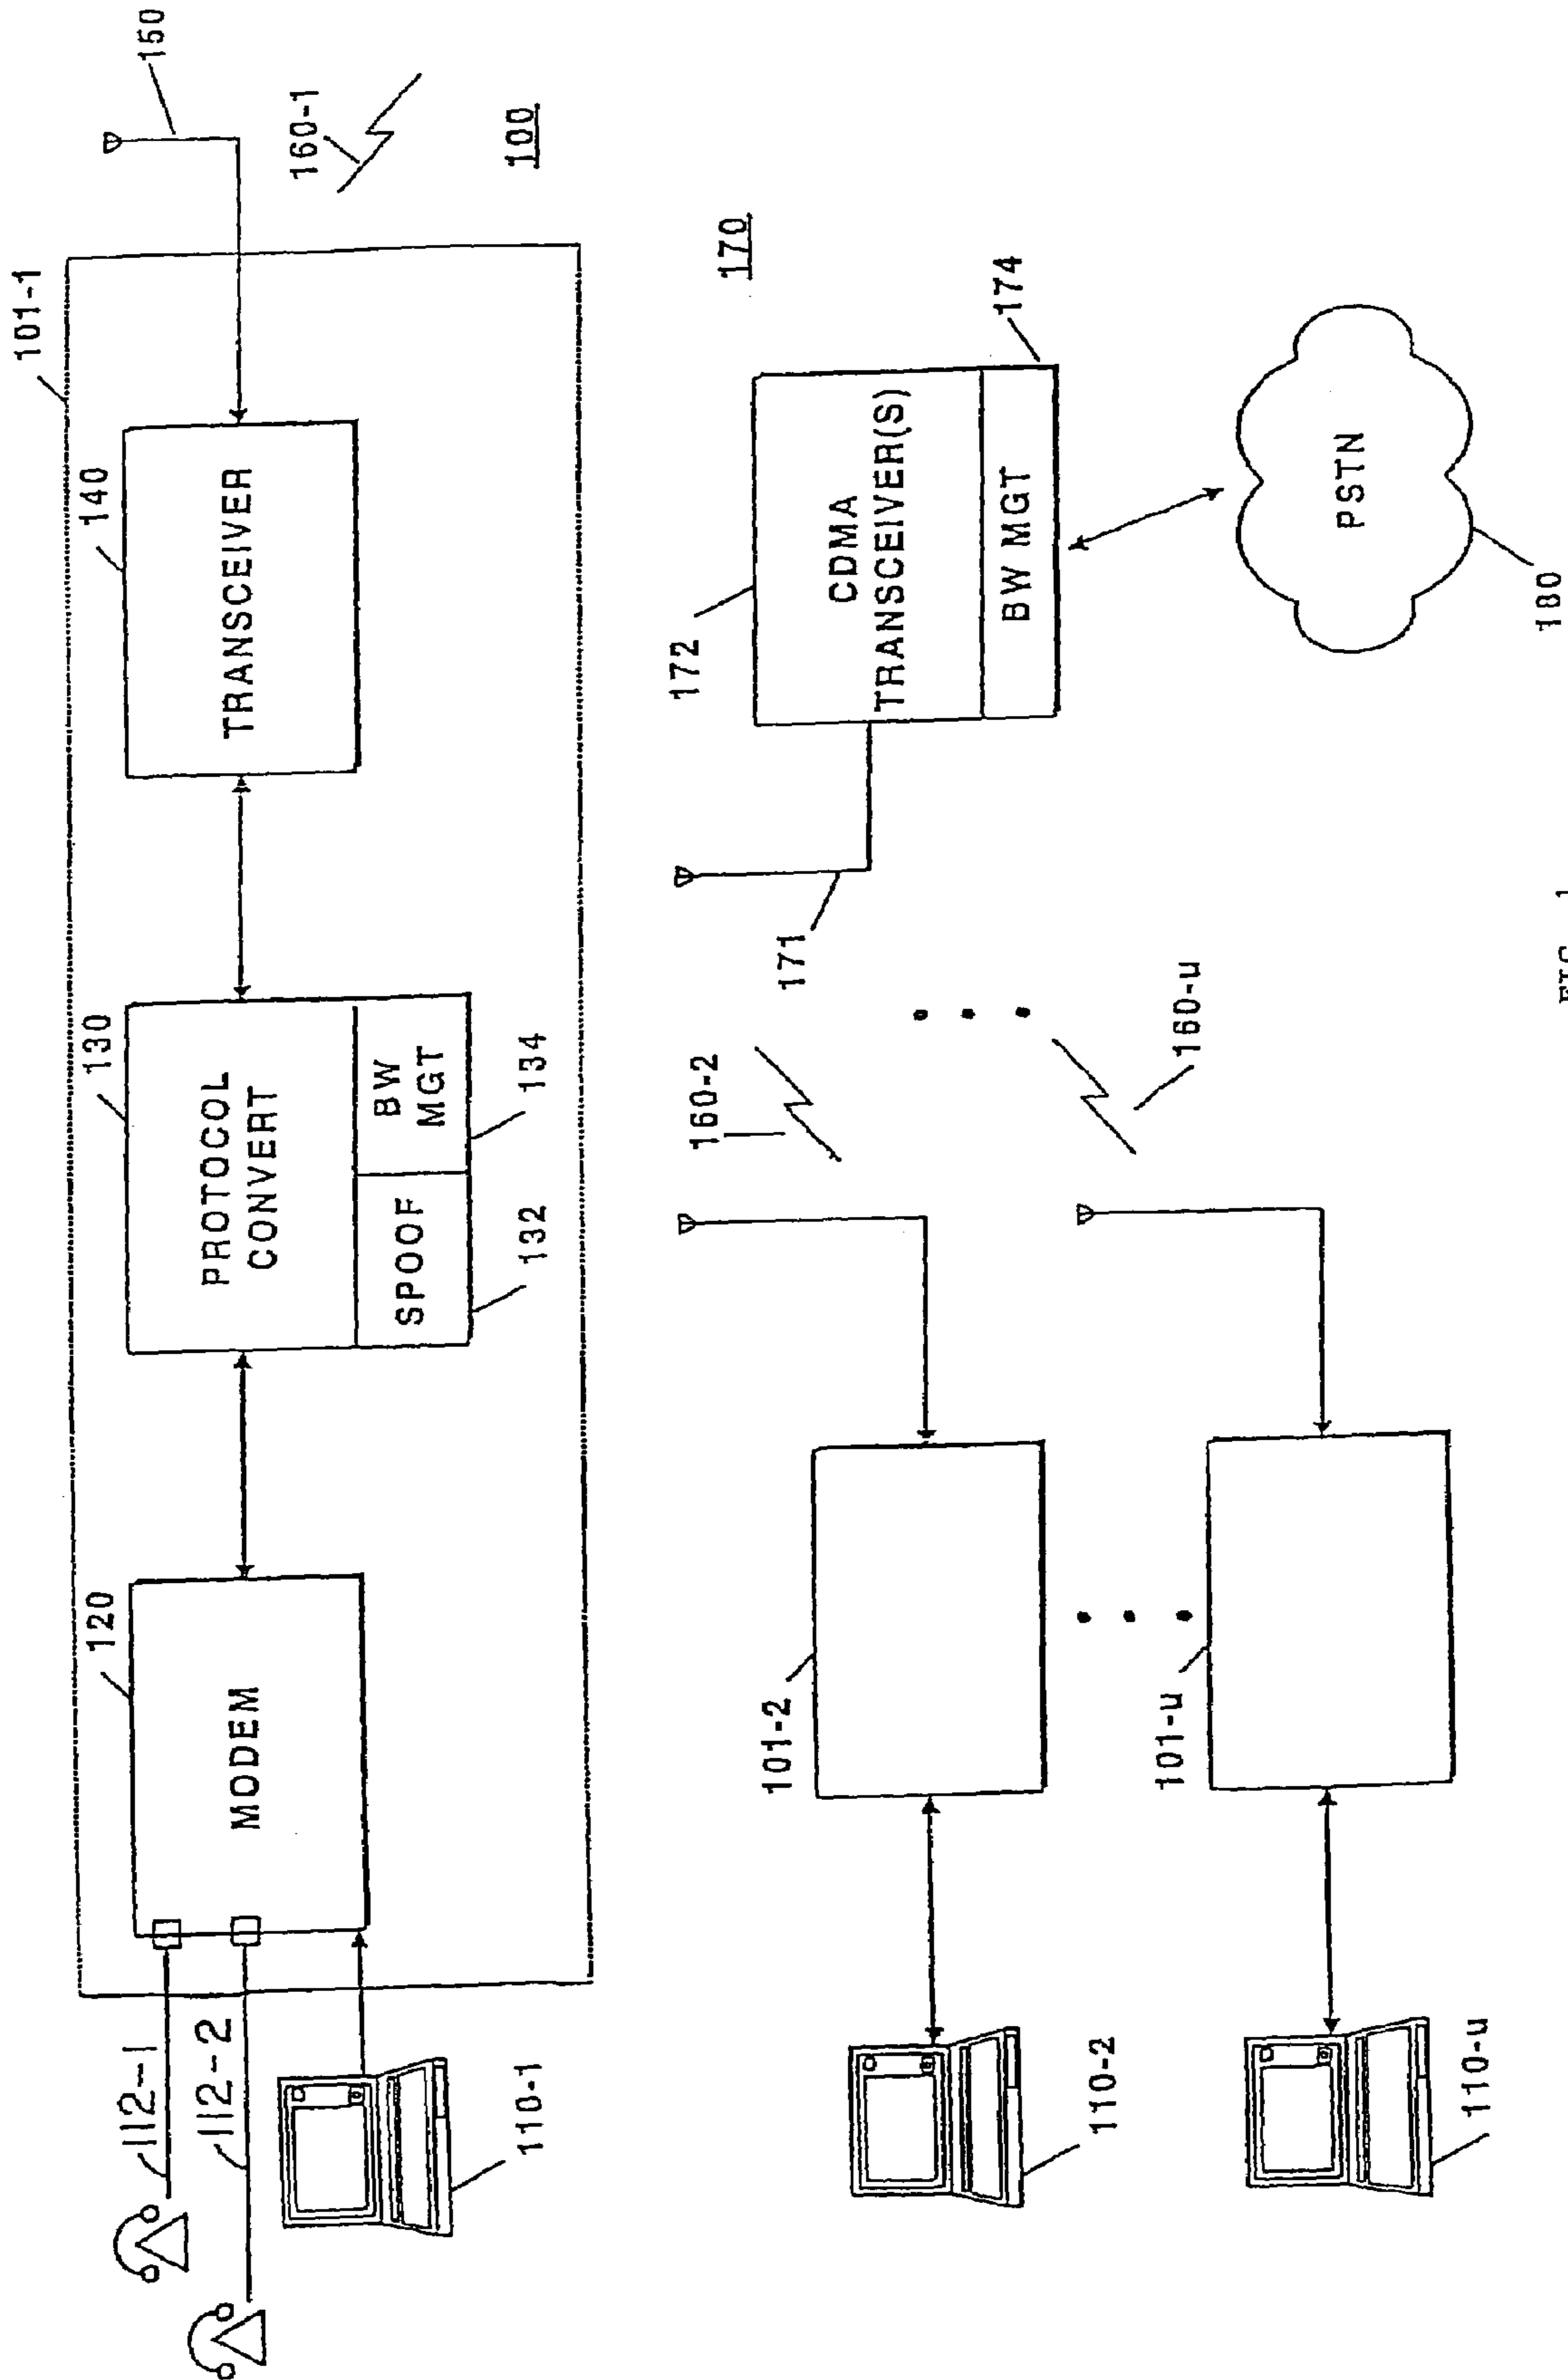 101-1
150
120
MODEM
130
PROTOCOL
CONVERT
SPOOF
BW
MGT
132
134
140
TRANSCEIVER
160-1
100
112-1
112-2
110-1
170
172
CDMA
TRANSCEIVER(S)
BW MGT
174
171
160-2
101-2
110-2
PSTN
180
160-u
101-u
110-u
FIG. 1